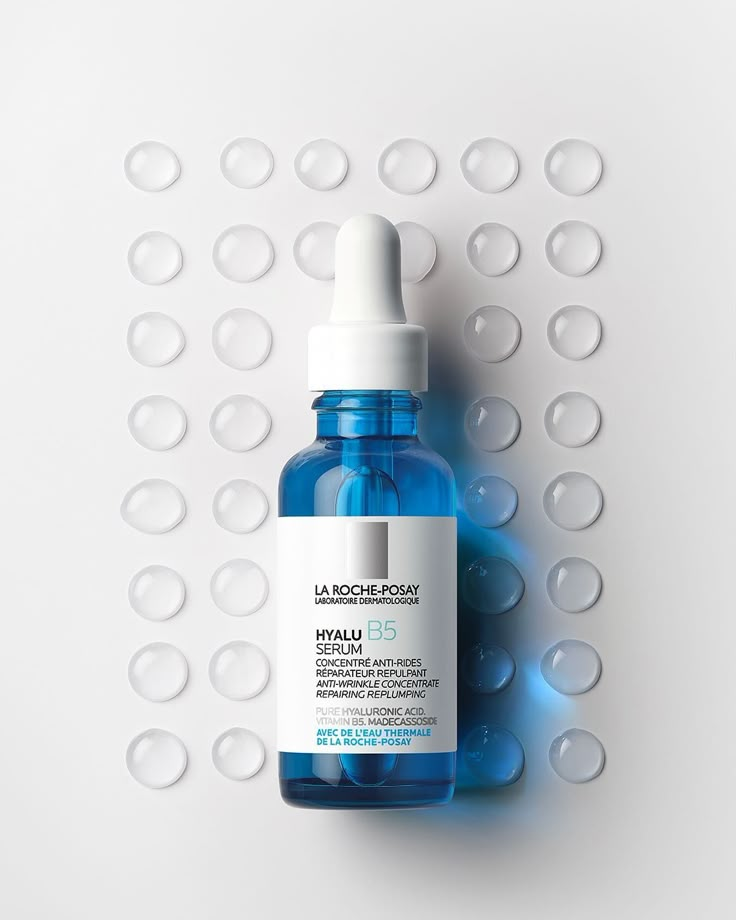 LA ROCHE-POSAY
LABORATOIRE DERMATOLOGIQUE
HYALU B5
SERUM
CONCENTRÉ ANTI-RIDES
RÉPARATEUR REPULPANT
ANTI-WRINKLE CONCENTRATE
REPAIRING REPLUMPING
PURE HYALURONIC ACID.
VITAMIN B5. MADECASSOSIDE
AVEC DE L'EAU THERMALE
DE LA ROCHE-POSAY